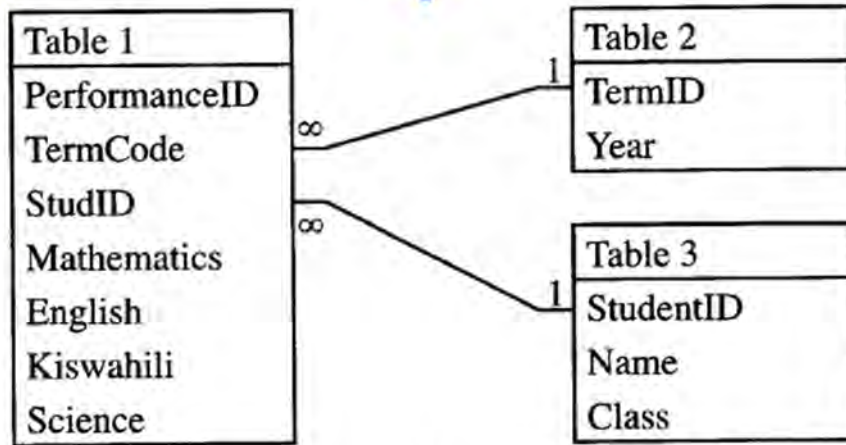 Table 1
PerformanceID
TermCode
StudID
Mathematics
English
Kiswahili
Science
∞
∞
1
1
Table 2
TermID
Year
Table 3
StudentID
Name
Class